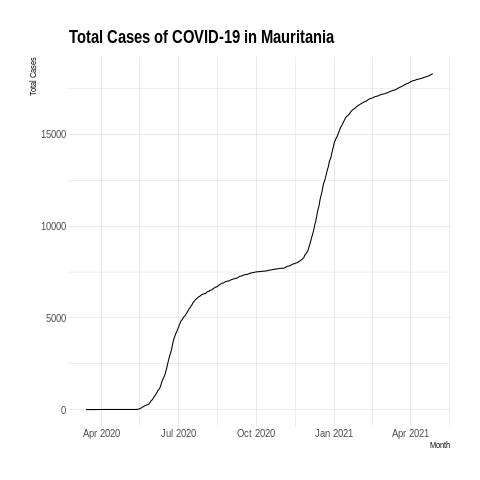 Total Cases of COVID-19 in Mauritania
Total Cases
15000
10000
5000
0
Apr 2020 Jul 2020 Oct 2020 Jan 2021 Apr 2021
Month